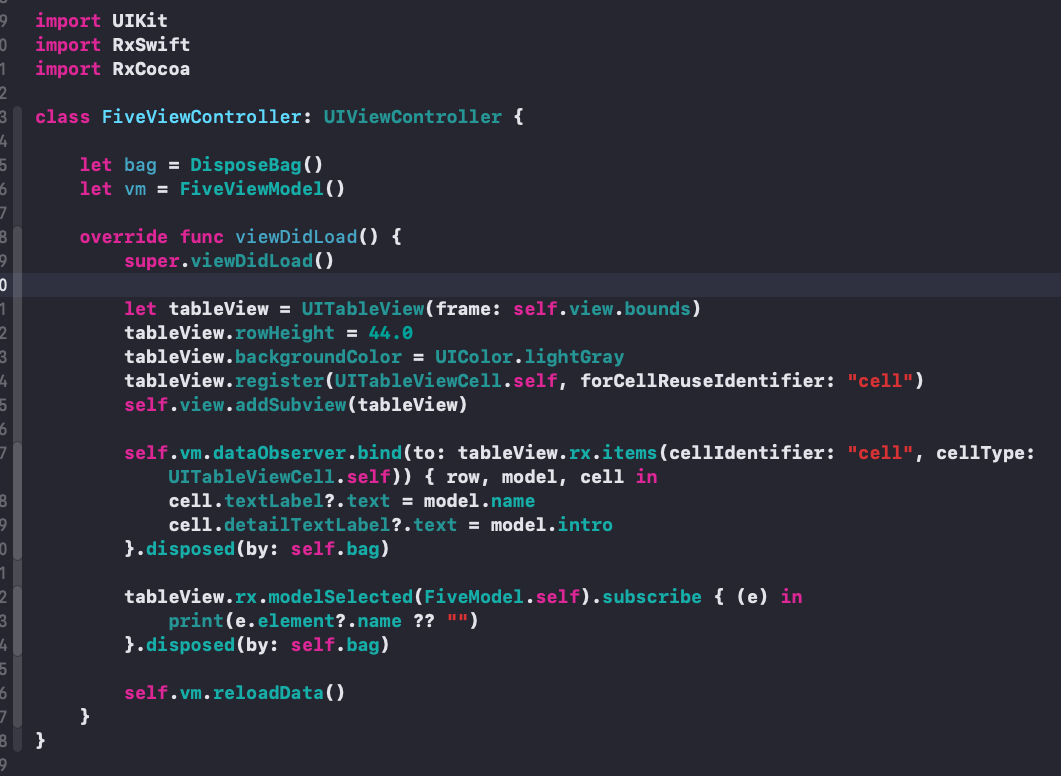 9 import UIKit
0 import RxSwift
1 import RxCocoa
2
3 class FiveViewController: UIViewController {
4
5     let bag = DisposeBag()
6     let vm = FiveViewModel()
7
8     override func viewDidLoad() {
9         super.viewDidLoad()
0
1         let tableView = UITableView(frame: self.view.bounds)
2         tableView.rowHeight = 44.0
3         tableView.backgroundColor = UIColor.lightGray
4         tableView.register(UITableViewCell.self, forCellReuseIdentifier: "cell")
5         self.view.addSubview(tableView)
6
7         self.vm.dataObserver.bind(to: tableView.rx.items(cellIdentifier: "cell", cellType:
            UITableViewCell.self)) { row, model, cell in
8             cell.textLabel?.text = model.name
9             cell.detailTextLabel?.text = model.intro
0         }.disposed(by: self.bag)
1
2         tableView.rx.modelSelected(FiveModel.self).subscribe { (e) in
3             print(e.element?.name ?? "")
4         }.disposed(by: self.bag)
5
6         self.vm.reloadData()
7     }
8 }
9